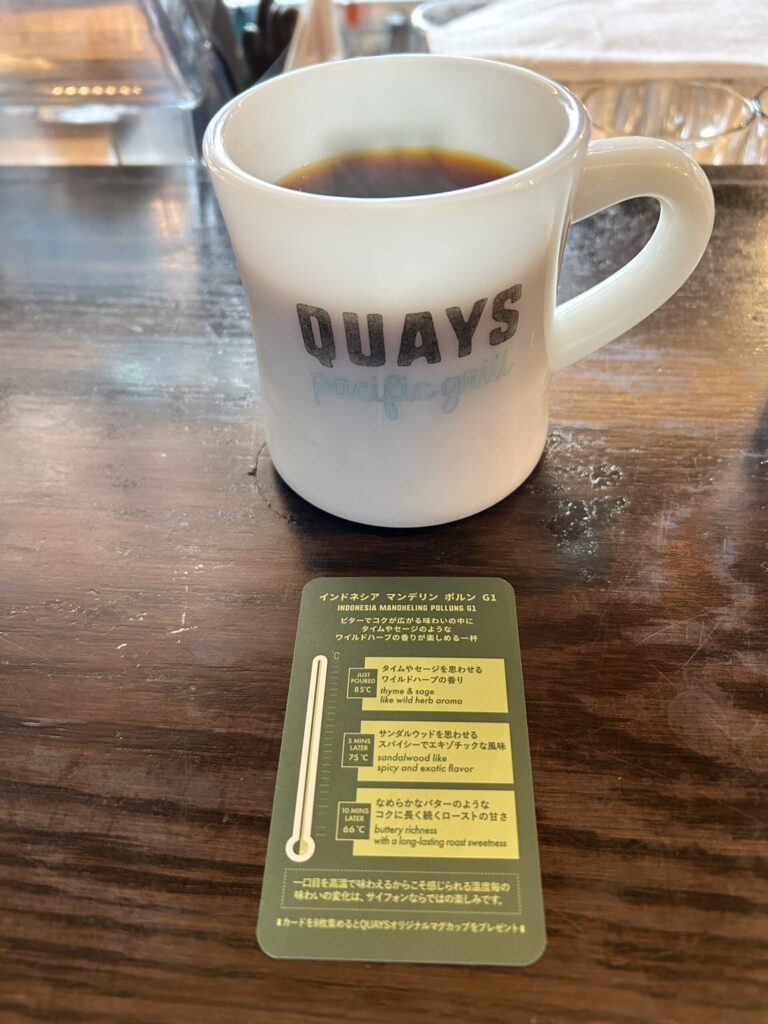 QUAYS
pacific grill
インドネシア マンデリン ポルン G1
INDONESIA MANDHELING POLLUNG G1
ビターでコクが広がる味わいの中に
タイムやセージのような
ワイルドハーブの香りが楽しめる一杯
℃
JUST
POURED
85℃
タイムやセージを思わせる
ワイルドハーブの香り
thyme & sage
like wild herb aroma
5 MINS
LATER
75℃
サンダルウッドを思わせる
スパイシーでエキゾチックな風味
sandalwood like
spicy and exotic flavor
10 MINS
LATER
66℃
なめらかなバターのような
コクに長く続くローストの甘さ
buttery richness
with a long-lasting roast sweetness
一口目を高温で味わえるからこそ感じられる温度毎の
味わいの変化は、サイフォンならではの楽しみです。
カードを8枚集めるとQUAYSオリジナルマグカップをプレゼント